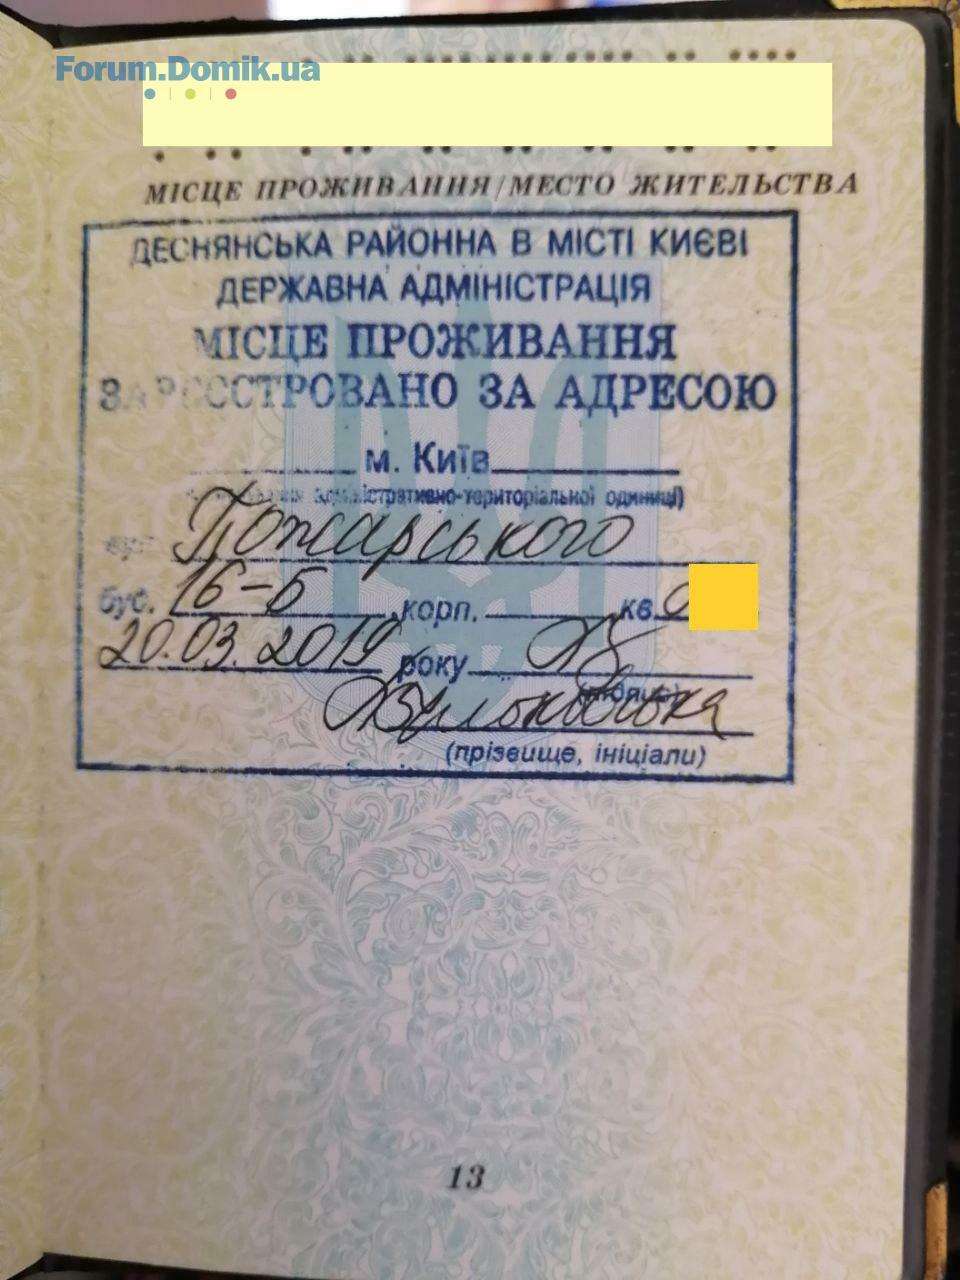 Forum.Domik.ua
МІСЦЕ ПРОЖИВАННЯ/МЕСТО ЖИТЕЛЬСТВА
ДЕСНЯНСЬКА РАЙОННА В МІСТІ КИЄВІ
ДЕРЖАВНА АДМІНІСТРАЦІЯ
МІСЦЕ ПРОЖИВАННЯ
ЗАРЕЄСТРОВАНО ЗА АДРЕСОЮ
м. Київ
адміністративно-територіальної одиниці)
Пожарського
буд. 16-Б корп. кв.
20.03.2019 року
(підпис)
(прізвище, ініціали)
13